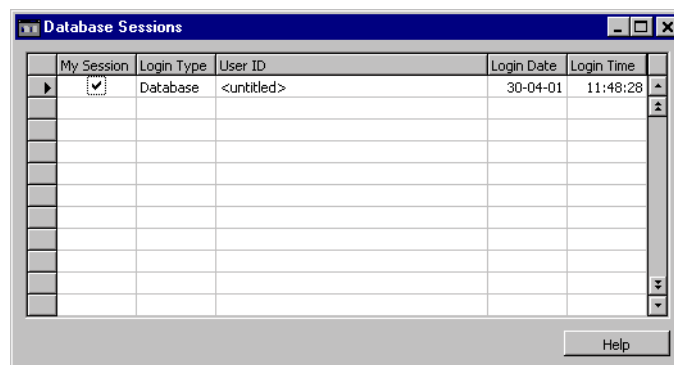 Database Sessions
My Session Login Type User ID Login Date Login Time
Database <untitled> 30-04-01 11:48:28
Help